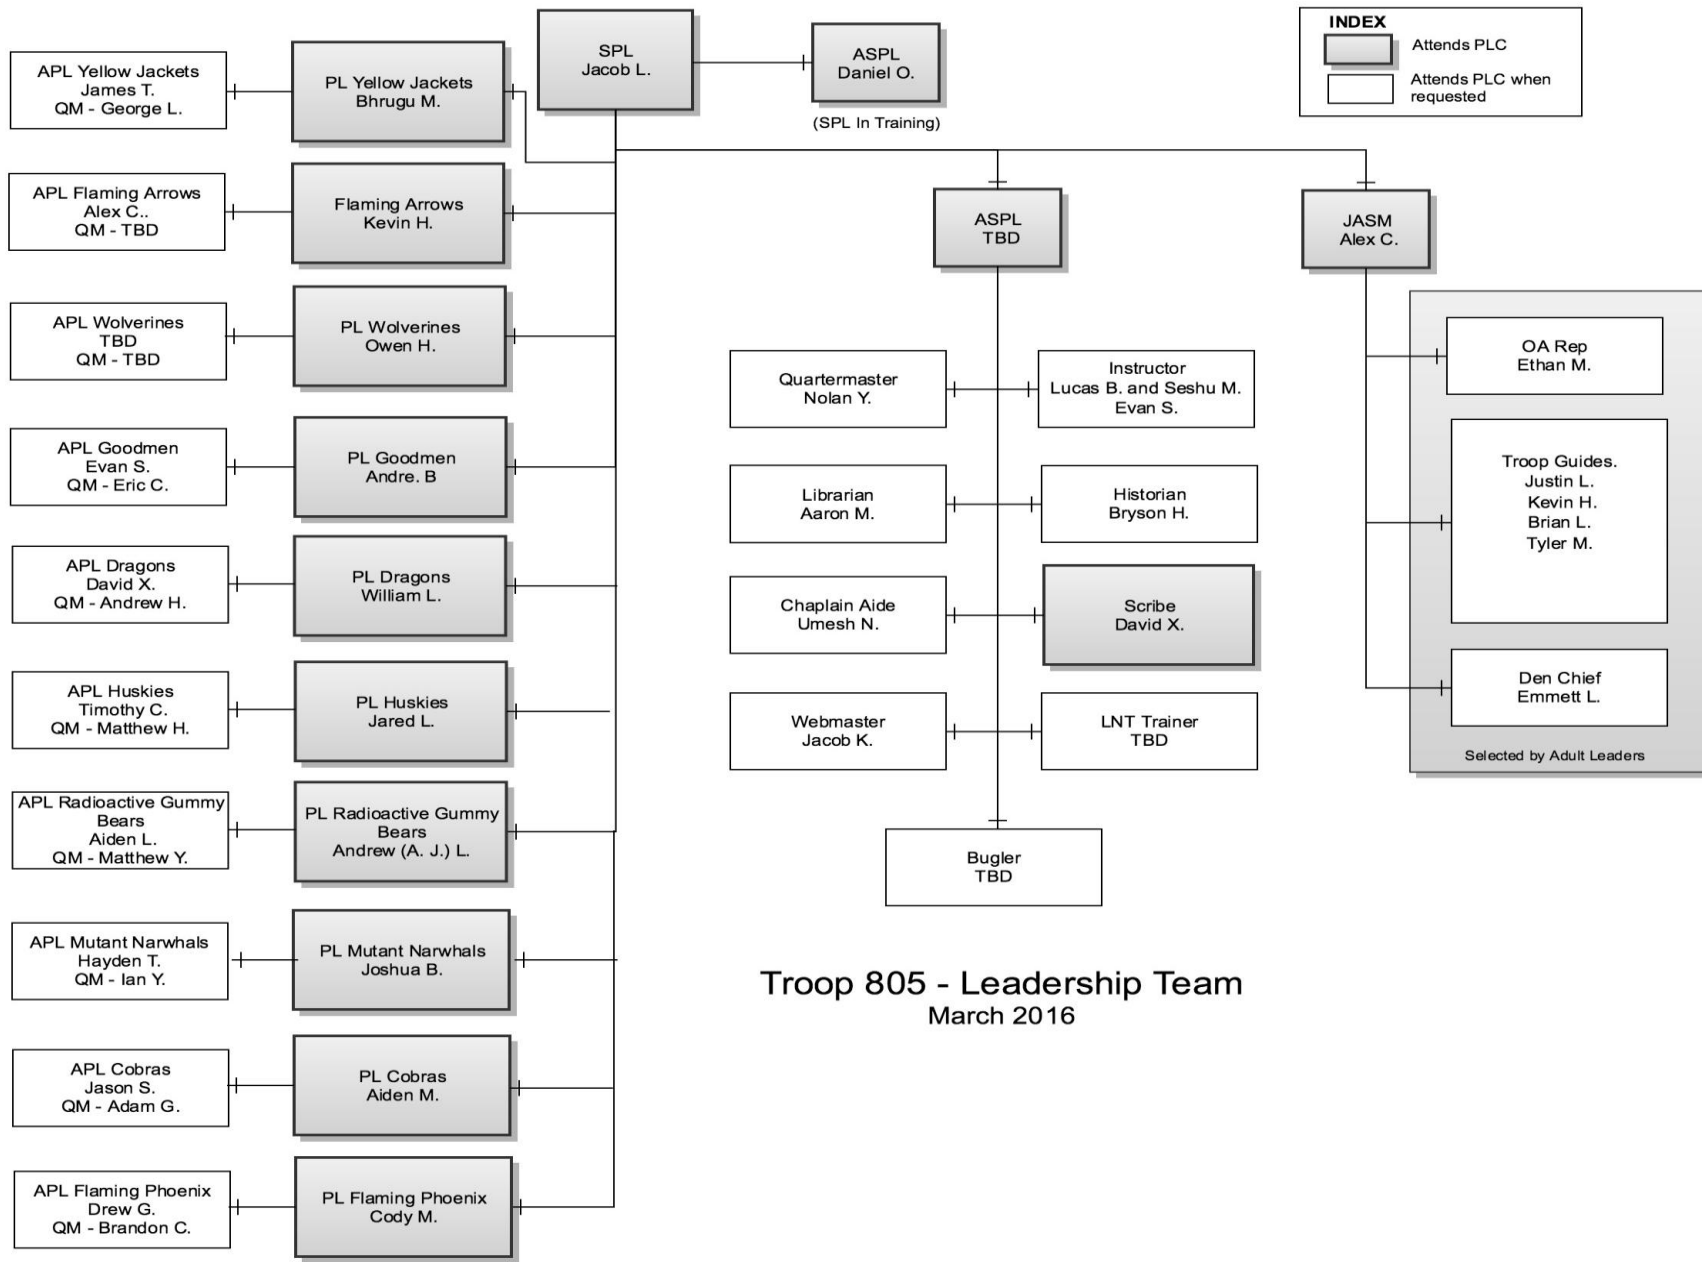 SPL
Jacob L.
ASPL
Daniel O.
(SPL In Training)
INDEX
Attends PLC
Attends PLC when
requested
APL Yellow Jackets
James T.
QM - George L.
PL Yellow Jackets
Bhrugu M.
APL Flaming Arrows
Alex C..
QM - TBD
Flaming Arrows
Kevin H.
APL Wolverines
TBD
QM - TBD
PL Wolverines
Owen H.
APL Goodmen
Evan S.
QM - Eric C.
PL Goodmen
Andre. B
APL Dragons
David X.
QM - Andrew H.
PL Dragons
William L.
APL Huskies
Timothy C.
QM - Matthew H.
PL Huskies
Jared L.
APL Radioactive Gummy
Bears
Aiden L.
QM - Matthew Y.
PL Radioactive Gummy
Bears
Andrew (A. J.) L.
APL Mutant Narwhals
Hayden T.
QM - Ian Y.
PL Mutant Narwhals
Joshua B.
APL Cobras
Jason S.
QM - Adam G.
PL Cobras
Aiden M.
APL Flaming Phoenix
Drew G.
QM - Brandon C.
PL Flaming Phoenix
Cody M.
ASPL
TBD
JASM
Alex C.
Quartermaster
Nolan Y.
Instructor
Lucas B. and Seshu M.
Evan S.
Librarian
Aaron M.
Historian
Bryson H.
Chaplain Aide
Umesh N.
Scribe
David X.
Webmaster
Jacob K.
LNT Trainer
TBD
Bugler
TBD
OA Rep
Ethan M.
Troop Guides.
Justin L.
Kevin H.
Brian L.
Tyler M.
Den Chief
Emmett L.
Selected by Adult Leaders
Troop 805 - Leadership Team
March 2016